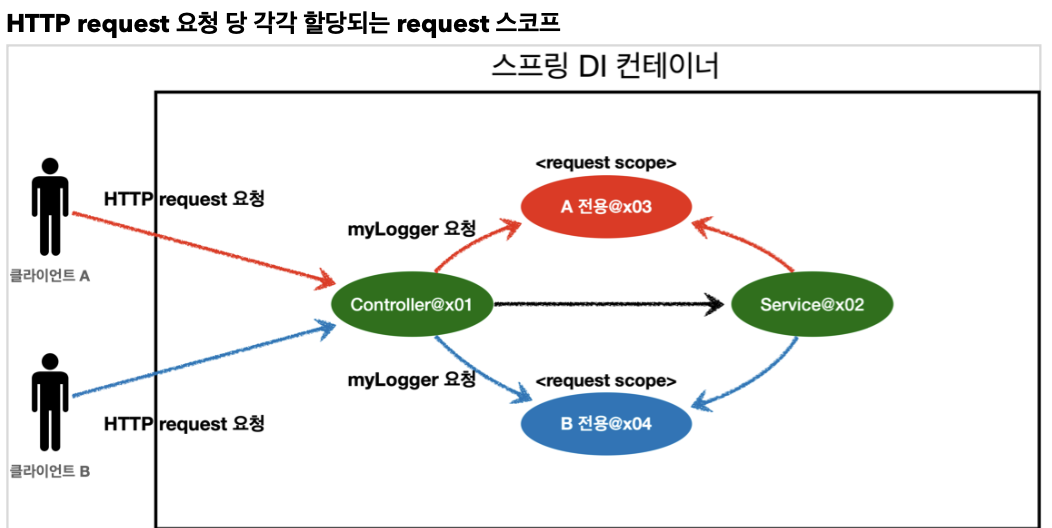 HTTP request 요청 당 각각 할당되는 request 스코프
스프링 DI 컨테이너
<request scope>
HTTP request 요청
A 전용@x03
myLogger 요청
클라이언트 A
Controller@x01
Service@x02
myLogger 요청
<request scope>
HTTP request 요청
B 전용@x04
클라이언트 B